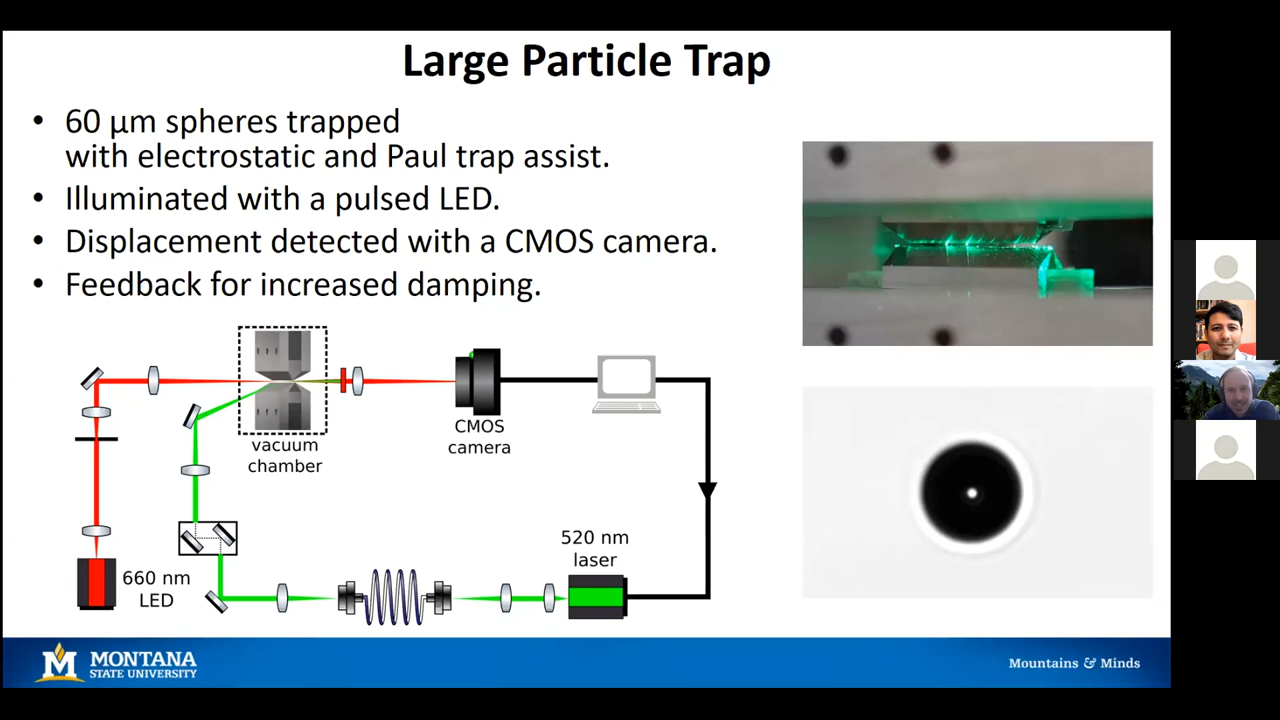 Large Particle Trap
• 60 µm spheres trapped
with electrostatic and Paul trap assist.
• Illuminated with a pulsed LED.
• Displacement detected with a CMOS camera.
• Feedback for increased damping.
vacuum
chamber
CMOS
camera
660 nm
LED
520 nm
laser
M MONTANA
STATE UNIVERSITY
Mountains & Minds